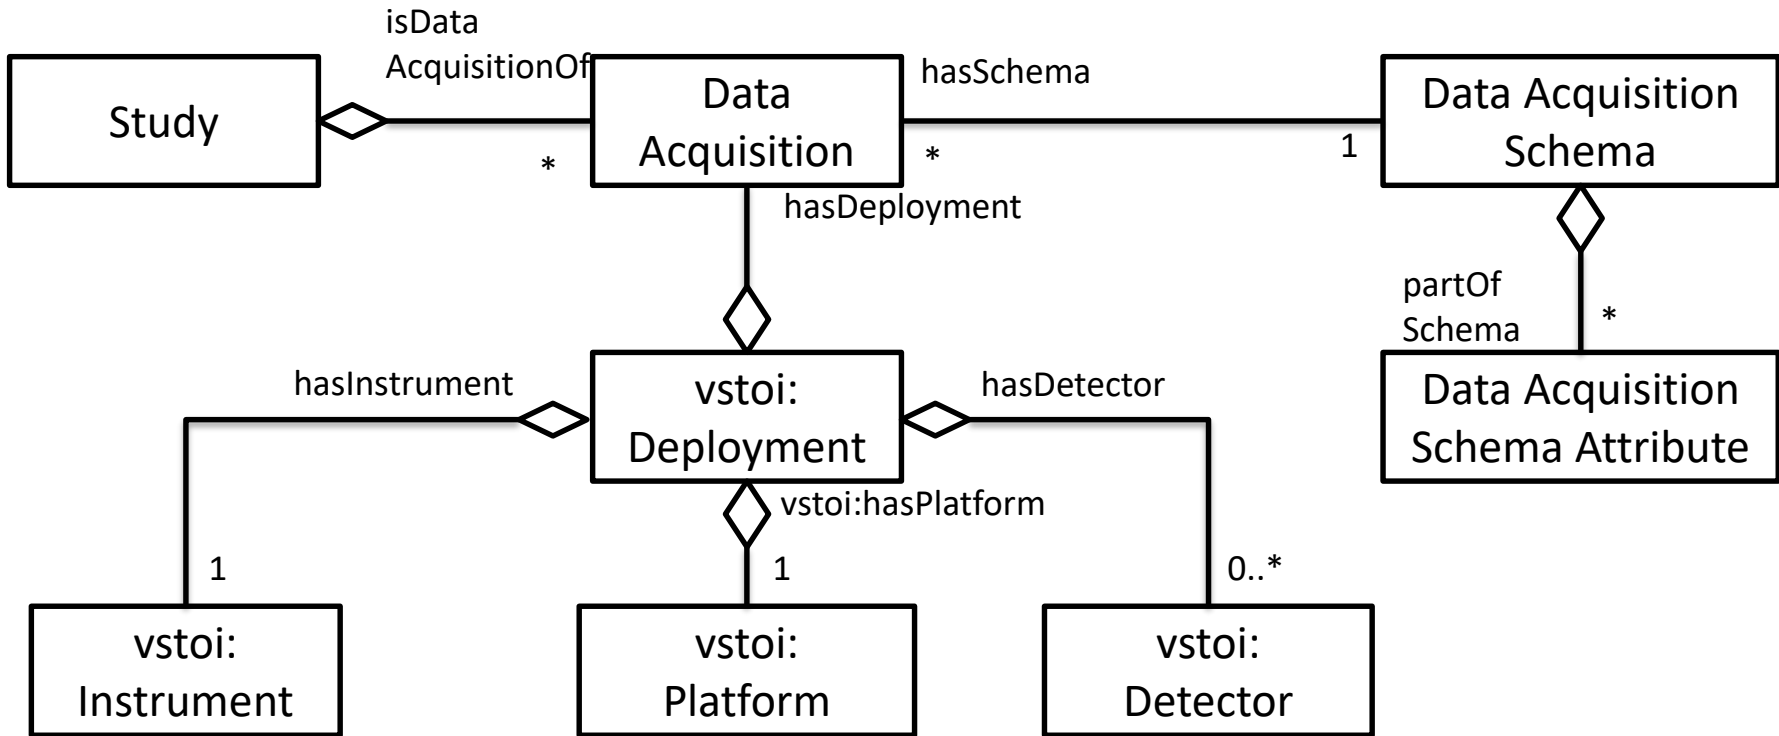 isData
AcquisitionOf
Study
Data
Acquisition
hasSchema
Data Acquisition
Schema
*
*
1
hasDeployment
partOf
Schema
*
hasInstrument
vstoi:
Deployment
hasDetector
Data Acquisition
Schema Attribute
vstoi:hasPlatform
1
1
0..*
vstoi:
Instrument
vstoi:
Platform
vstoi:
Detector